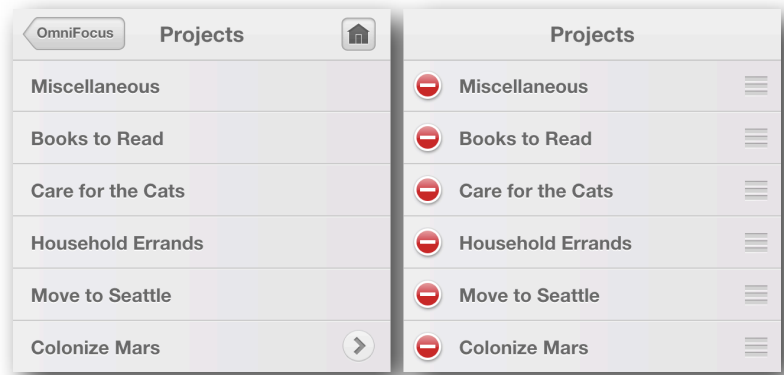 OmniFocus
Projects
Miscellaneous
Books to Read
Care for the Cats
Household Errands
Move to Seattle
Colonize Mars
Projects
Miscellaneous
Books to Read
Care for the Cats
Household Errands
Move to Seattle
Colonize Mars